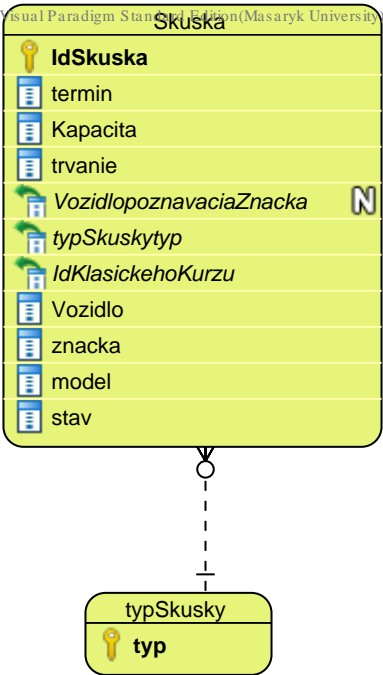 Visual Paradigm Standard Edition(Masaryk University)
Skuska
IdSkuska
termin
Kapacita
trvanie
VozidlopoznavaciaZnacka N
typSkuskytyp
IdKlasickehoKurzu
Vozidlo
znacka
model
stav
typSkusky
typ